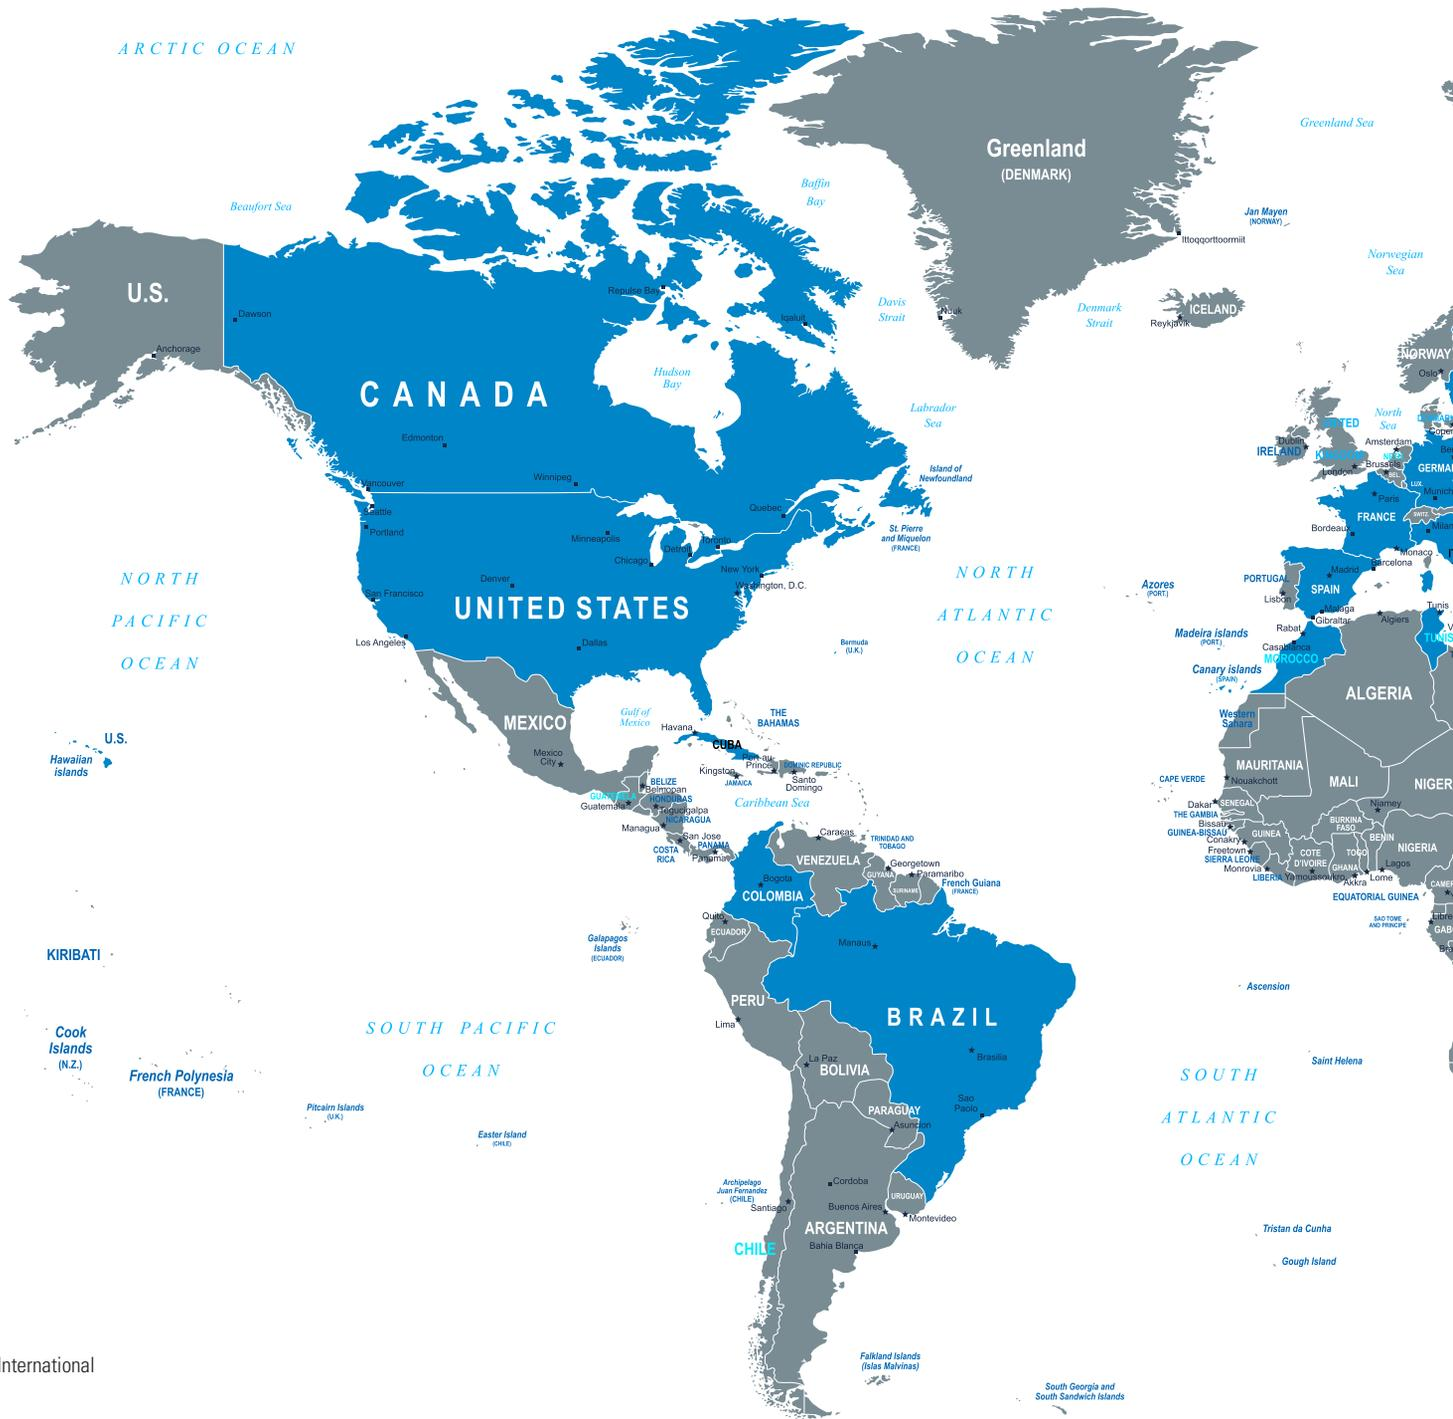 ARCTIC OCEAN
Greenland Sea
Greenland
(DENMARK)
Baffin
Bay
Beaufort Sea
Jan Mayen
(NORWAY)
Ittoqqortoormiit
Norwegian
Sea
U.S.
Repulse Bay
Dawson
Iqaluit
Davis
Strait
Nuuk
Denmark
Strait
ICELAND
Reykjavik
Anchorage
NORWAY
Oslo
Hudson
Bay
CANADA
Labrador
Sea
North
Sea
UNITED
KINGDOM
Dublin
IRELAND
London
Amsterdam
Brussels
BEL.
LUX.
Edmonton
Winnipeg
Vancouver
Island of
Newfoundland
Munich
Paris
FRANCE
SWITZ.
Quebec
Seattle
Portland
Minneapolis
Toronto
Detroit
Chicago
St. Pierre
and Miquelon
(FRANCE)
Bordeaux
Monaco
Barcelona
New York
Washington, D.C.
Denver
San Francisco
UNITED STATES
Los Angeles
Dallas
NORTH
PACIFIC
OCEAN
NORTH
ATLANTIC
OCEAN
Azores
(PORT.)
PORTUGAL
Lisbon
Madrid
SPAIN
Malaga
Gibraltar
Algiers
Tunis
Rabat
Casablanca
MOROCCO
Bermuda
(U.K.)
Madeira islands
(PORT.)
Canary islands
(SPAIN)
ALGERIA
Western
Sahara
MEXICO
Mexico
City
Gulf of
Mexico
THE
BAHAMAS
Havana
CUBA
Port-au-
Prince
DOMINIC REPUBLIC
Kingston
JAMAICA
Santo
Domingo
U.S.
Hawaiian
islands
BELIZE
Belmopan
GUATEMALA
Guatemala
HONDURAS
Tegucigalpa
NICARAGUA
Managua
San Jose
COSTA
RICA
PANAMA
Panama
Caribbean Sea
MAURITANIA
Nouakchott
MALI
NIGER
CAPE VERDE
Dakar
SENEGAL
THE GAMBIA
Bissau
GUINEA-BISSAU
GUINEA
Conakry
Freetown
SIERRA LEONE
Monrovia
LIBERIA
COTE
D'IVOIRE
Yamoussoukro
BURKINA
FASO
Niamey
GHANA
TOGO
BENIN
NIGERIA
Lagos
Akkra
Lome
EQUATORIAL GUINEA
SAO TOME
AND PRINCIPE
Caracas
VENEZUELA
TRINIDAD AND
TOBAGO
Georgetown
Paramaribo
GUYANA
SURINAME
French Guiana
(FRANCE)
Bogota
COLOMBIA
Quito
ECUADOR
Galapagos
Islands
(ECUADOR)
Manaus
KIRIBATI
PERU
Lima
BRAZIL
Brasilia
Ascension
Cook
Islands
(N.Z.)
French Polynesia
(FRANCE)
SOUTH PACIFIC
OCEAN
La Paz
BOLIVIA
Saint Helena
SOUTH
ATLANTIC
OCEAN
Pitcairn Islands
(U.K.)
Easter Island
(CHILE)
PARAGUAY
Asuncion
Sao
Paolo
Archipelago
Juan Fernandez
(CHILE)
Santiago
Cordoba
URUGUAY
Buenos Aires
Montevideo
ARGENTINA
Bahia Blanca
CHILE
Tristan da Cunha
Gough Island
Falkland Islands
(Islas Malvinas)
South Georgia and
South Sandwich Islands
International